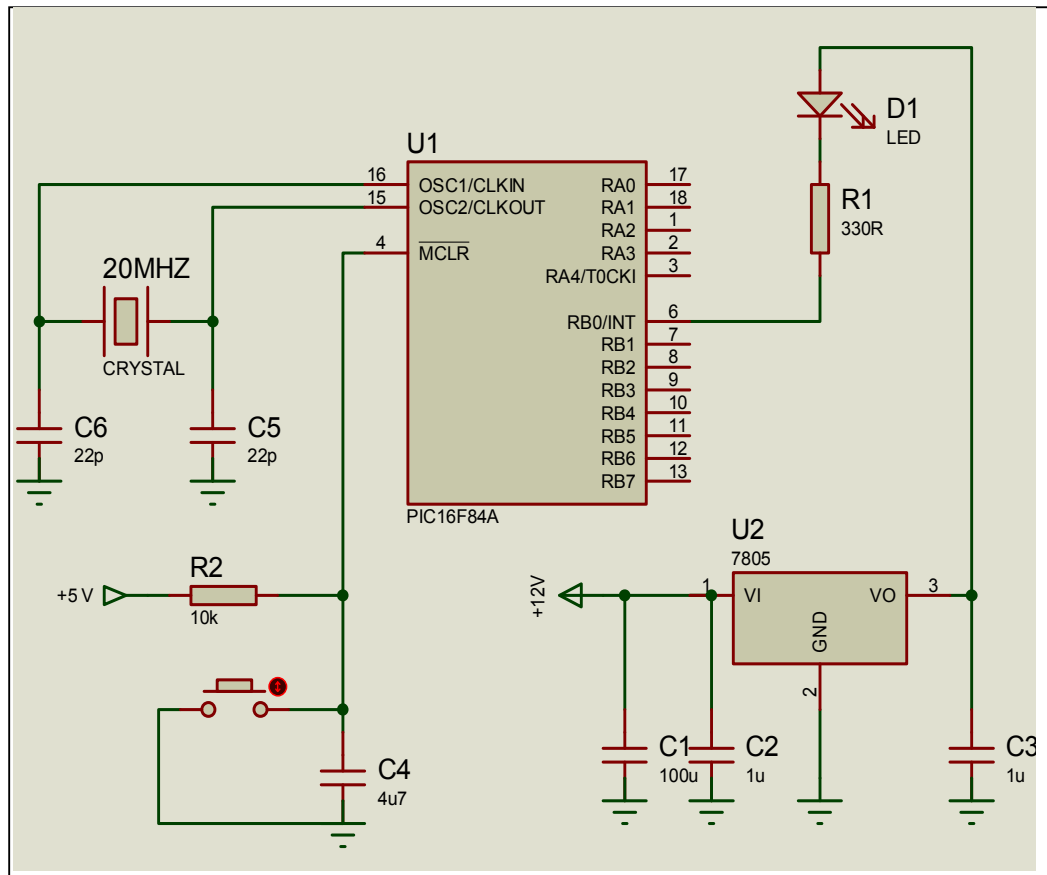 U1
16 OSC1/CLKIN
15 OSC2/CLKOUT
4 MCLR
RA0 17
RA1 18
RA2 1
RA3 2
RA4/T0CKI 3
RB0/INT 6
RB1 7
RB2 8
RB3 9
RB4 10
RB5 11
RB6 12
RB7 13
PIC16F84A
D1
LED
R1
330R
20MHZ
CRYSTAL
C6
22p
C5
22p
R2
10k
+5 V
C4
4u7
U2
7805
+12V
1 VI
VO 3
GND
2
C1
100u
C2
1u
C3
1u